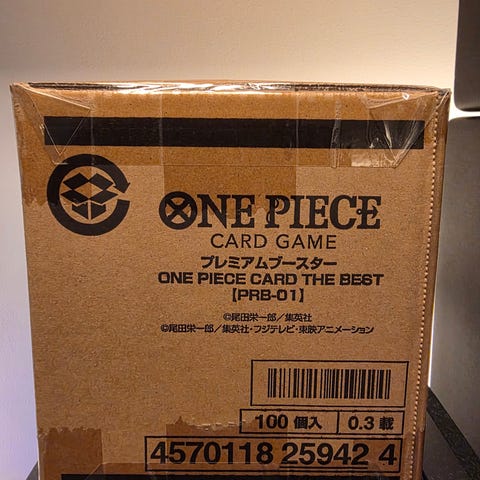 ONE PIECE
CARD GAME
プレミアムブースター
ONE PIECE CARD THE BEST
【PRB-01】
©尾田栄一郎／集英社
©尾田栄一郎／集英社・フジテレビ・東映アニメーション
100 個入 0.3 載
4570118 25942 4